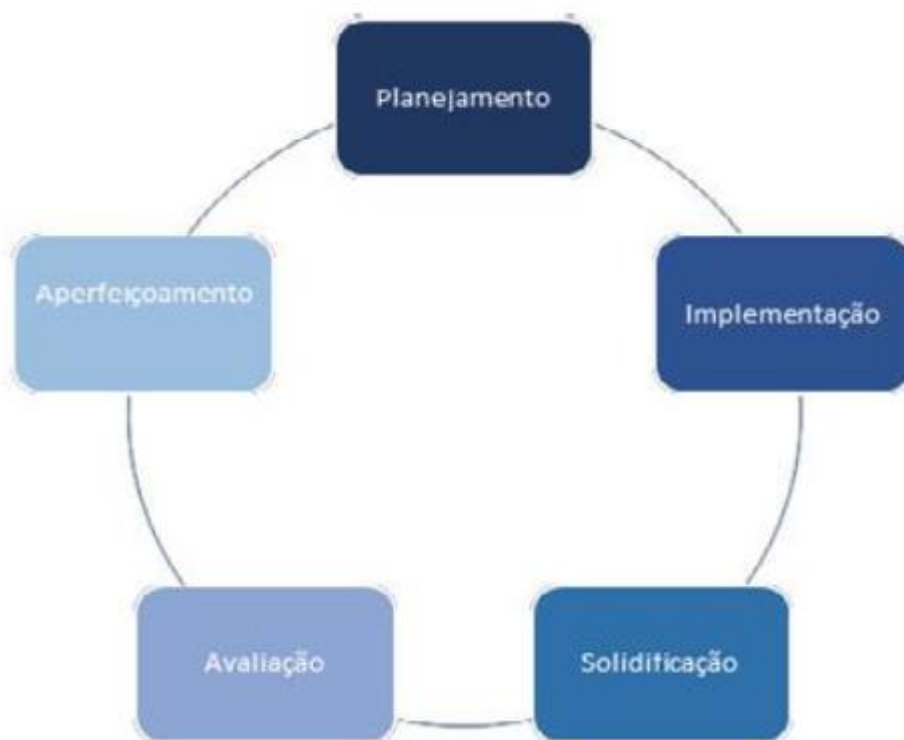 Planejamento
Implementação
Solidificação
Avaliação
Aperfeiçoamento